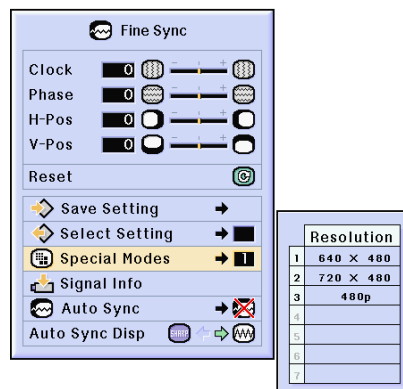 Fine Sync
Clock 0 - +
Phase 0 - +
H-Pos 0 - +
V-Pos 0 - +
Reset
Save Setting
Select Setting
Special Modes 1
Signal Info
Auto Sync
Auto Sync Disp SHARP
Resolution
1 640 × 480
2 720 × 480
3 480p
4
5
6
7